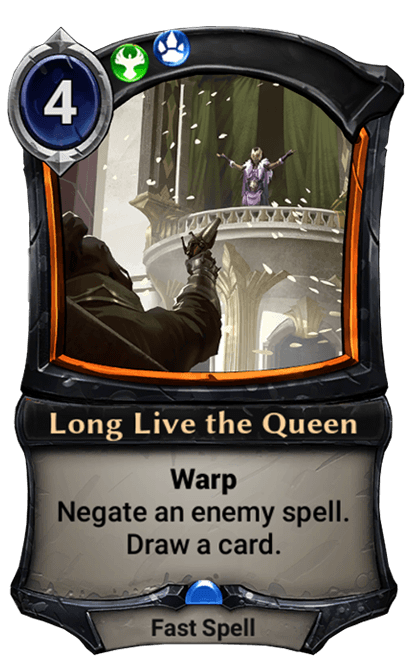 4
Long Live the Queen
Warp
Negate an enemy spell.
Draw a card.
Fast Spell